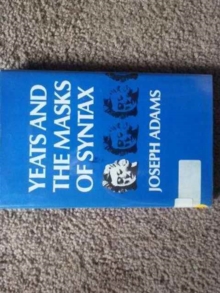 YEATS AND
THE MASKS
OF SYNTAX
JOSEPH ADAMS